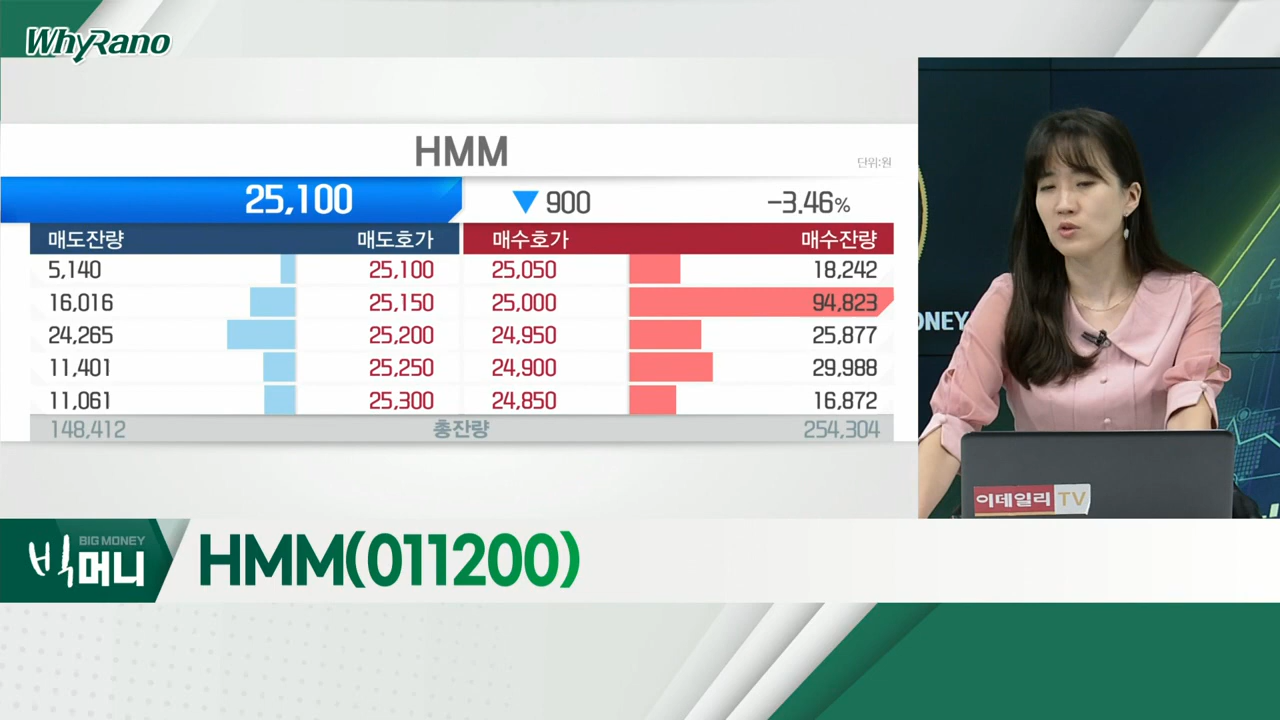 WhyRano
HMM
단위:원
25,100 ▼ 900 -3.46%
매도잔량 매도호가 매수호가 매수잔량
5,140 25,100 25,050 18,242
16,016 25,150 25,000 94,823
24,265 25,200 24,950 25,877
11,401 25,250 24,900 29,988
11,061 25,300 24,850 16,872
148,412 총잔량 254,304
ONEY
이데일리 TV
BIG MONEY
빅머니
HMM(011200)